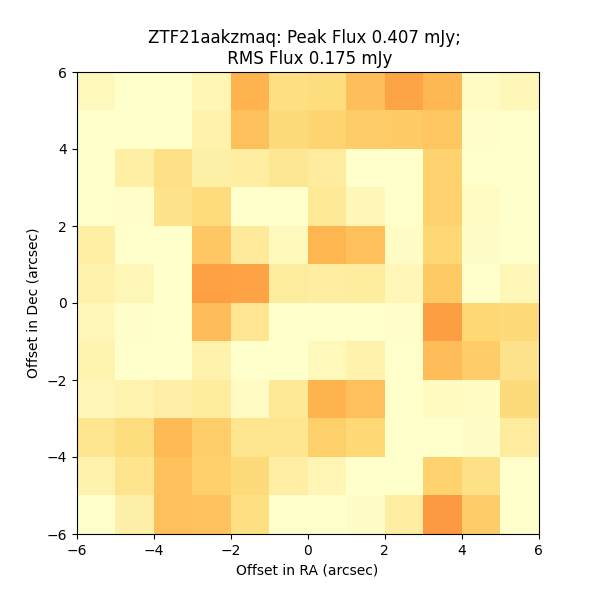 ZTF21aakzmaq: Peak Flux 0.407 mJy;
RMS Flux 0.175 mJy
6
4
2
0
−2
−4
−6
Offset in Dec (arcsec)
−6 −4 −2 0 2 4 6
Offset in RA (arcsec)